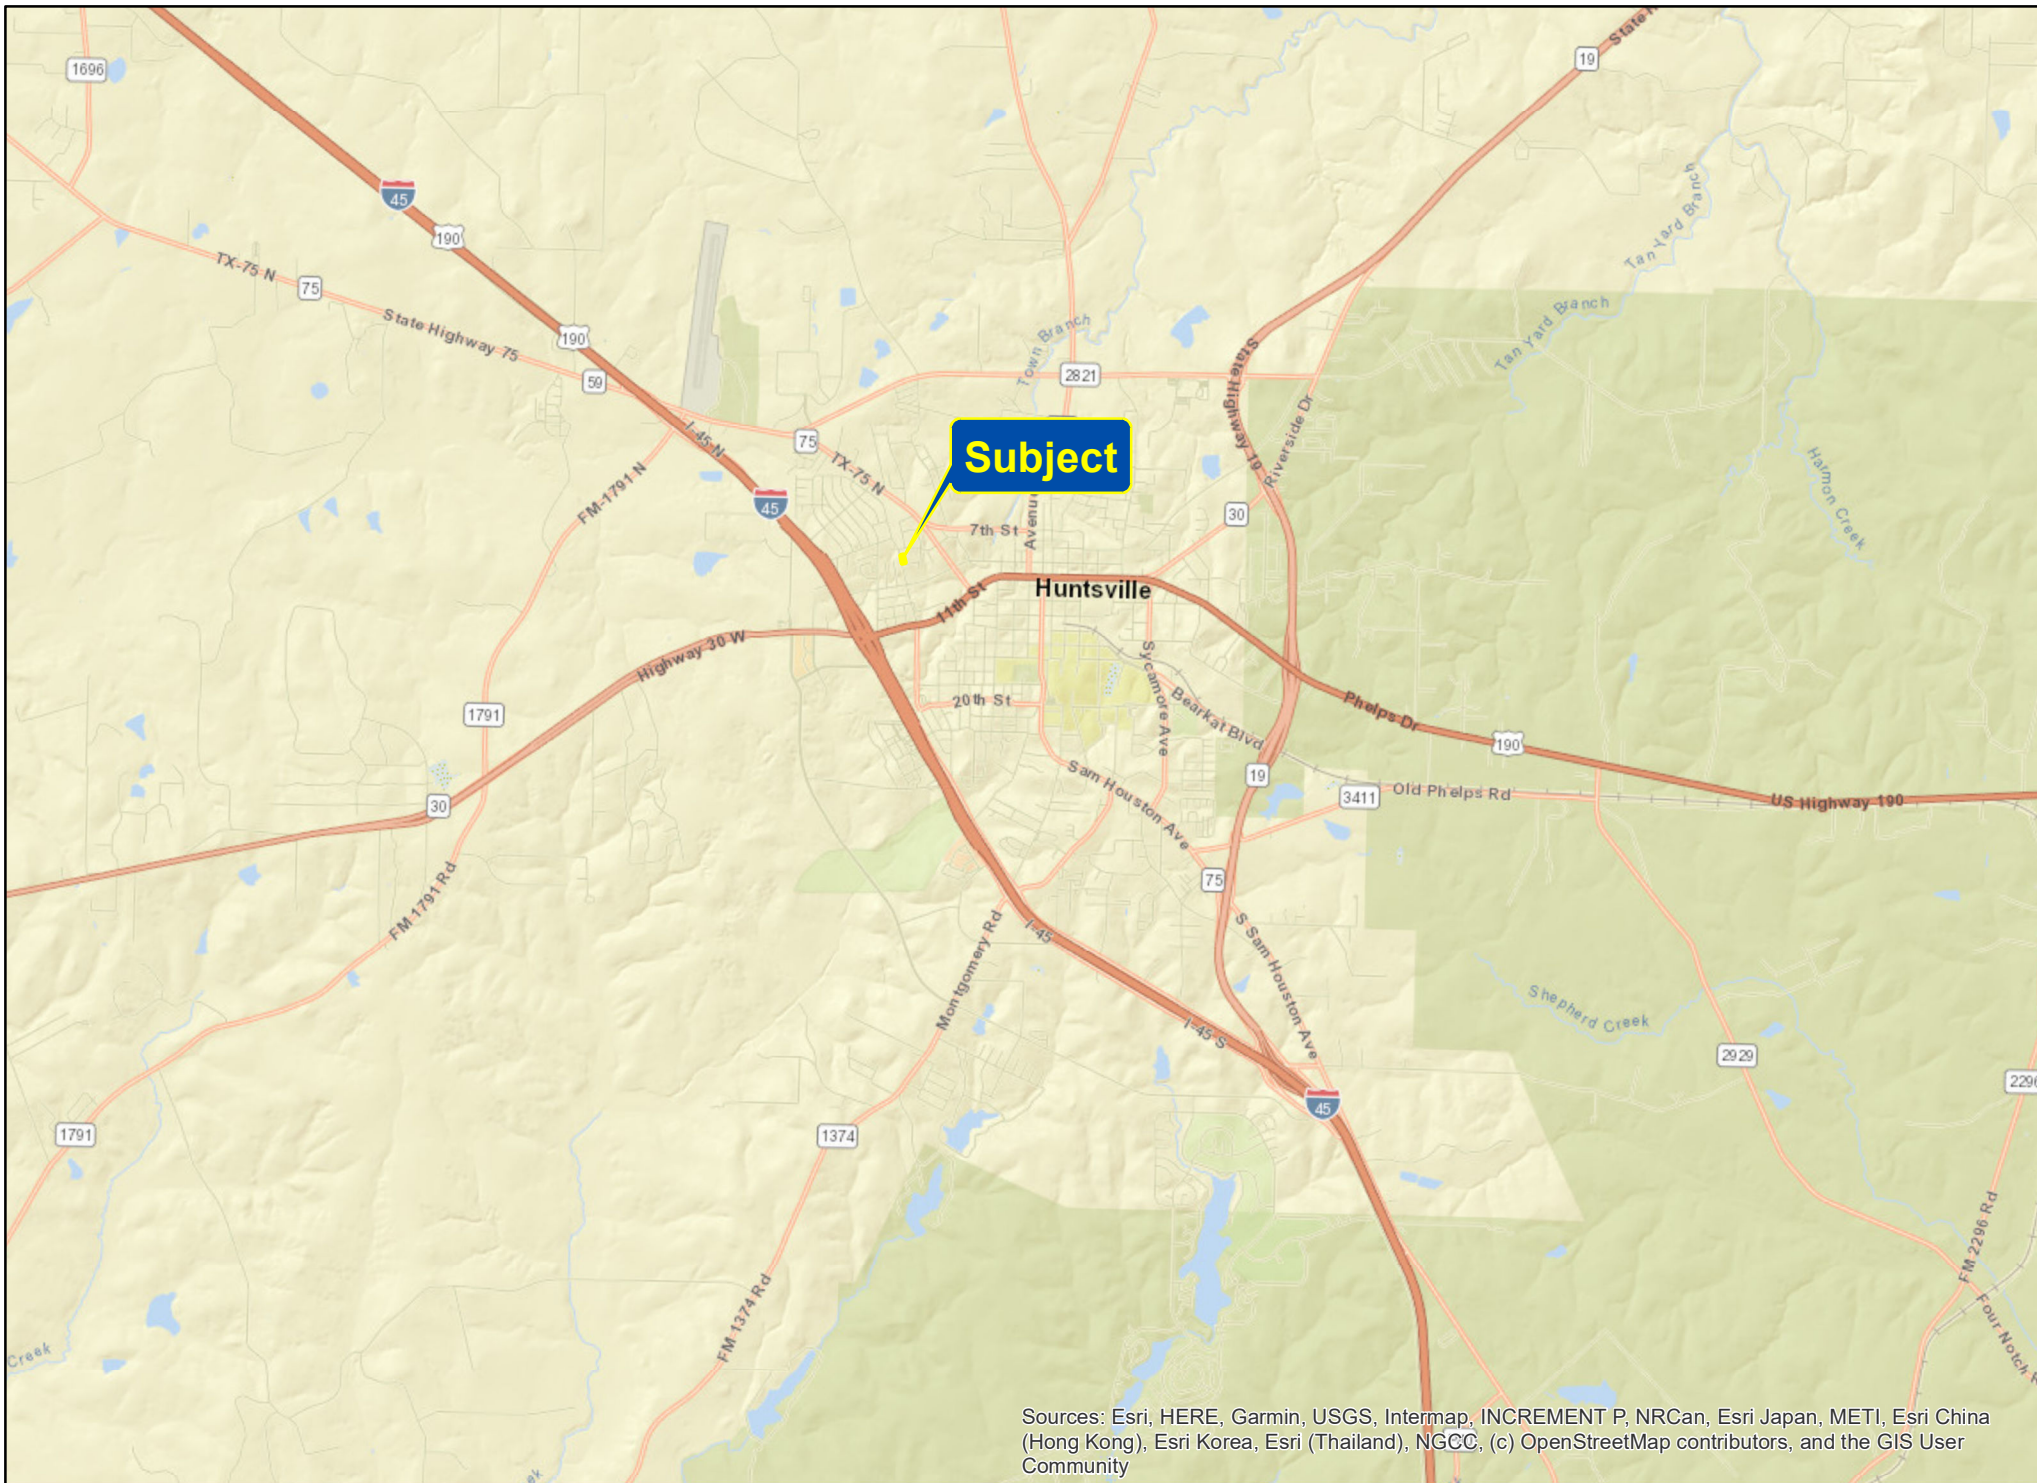 State H
19
1696
45
190
Tan Yard Branch
TX-75 N
75
State Highway 75
190
59
Town Branch
2821
State Highway 19
Riverside Dr
Tan Yard Branch
I-45 N
75
TX-75 N
Subject
FM-1791 N
45
7th St
Avenu
30
Harmon Creek
11th St
Huntsville
Highway 30 W
1791
20th St
Sycamore Ave
Bearkat Blvd
Phelps Dr
190
30
Sam Houston Ave
19
3411
Old Phelps Rd
US Highway 190
FM 1791 Rd
75
Montgomery Rd
I-45
S Sam Houston Ave
I-45 S
Shepherd Creek
2929
2296
45
1791
1374
FM 1374 Rd
FM 2296 Rd
Four Notch R
Creek
ek
Sources: Esri, HERE, Garmin, USGS, Intermap, INCREMENT P, NRCan, Esri Japan, METI, Esri China
(Hong Kong), Esri Korea, Esri (Thailand), NGCC, (c) OpenStreetMap contributors, and the GIS User
Community